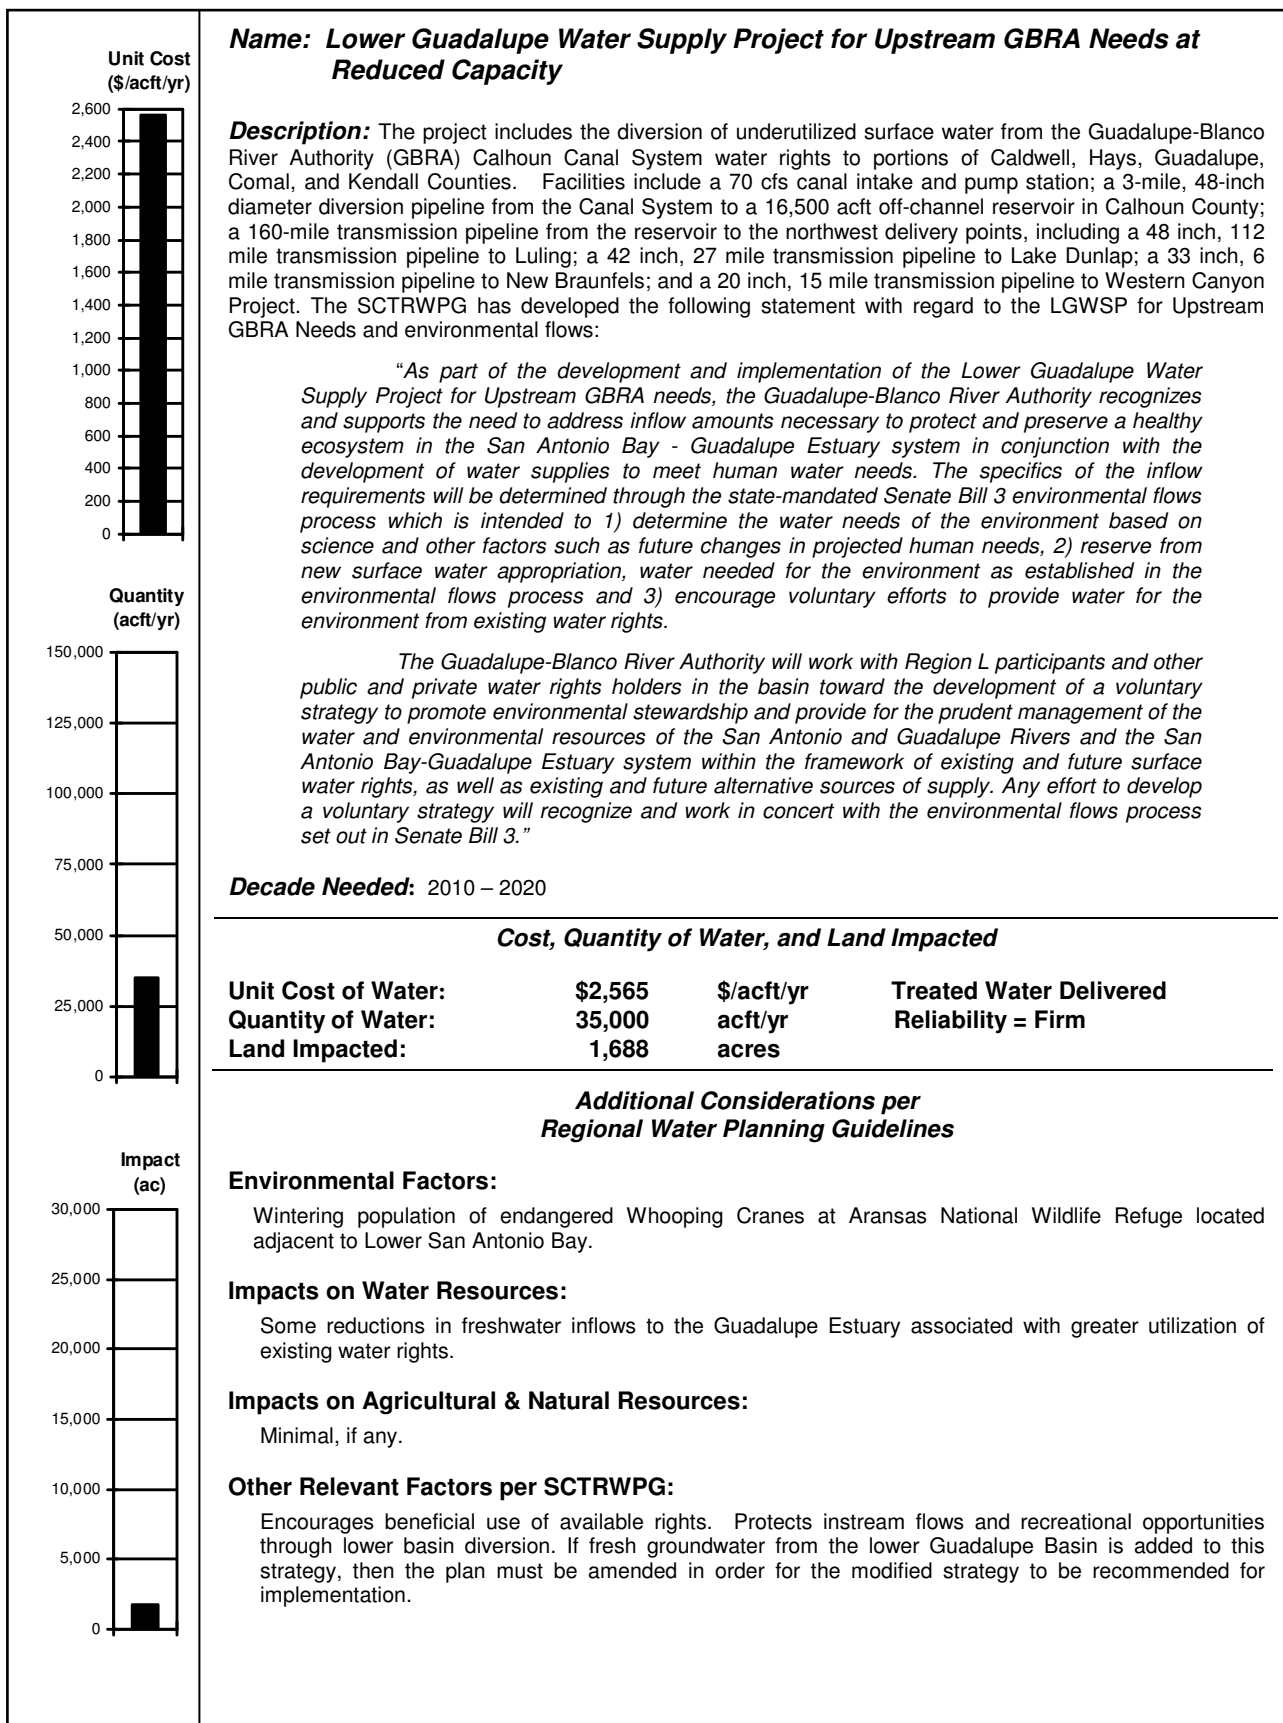 Unit Cost
($/acft/yr)
2,600
2,400
2,200
2,000
1,800
1,600
1,400
1,200
1,000
800
600
400
200
0
Quantity
(acft/yr)
150,000
125,000
100,000
75,000
50,000
25,000
0
Impact
(ac)
30,000
25,000
20,000
15,000
10,000
5,000
0
Name: Lower Guadalupe Water Supply Project for Upstream GBRA Needs at
Reduced Capacity
Description: The project includes the diversion of underutilized surface water from the Guadalupe-Blanco
River Authority (GBRA) Calhoun Canal System water rights to portions of Caldwell, Hays, Guadalupe,
Comal, and Kendall Counties. Facilities include a 70 cfs canal intake and pump station; a 3-mile, 48-inch
diameter diversion pipeline from the Canal System to a 16,500 acft off-channel reservoir in Calhoun County;
a 160-mile transmission pipeline from the reservoir to the northwest delivery points, including a 48 inch, 112
mile transmission pipeline to Luling; a 42 inch, 27 mile transmission pipeline to Lake Dunlap; a 33 inch, 6
mile transmission pipeline to New Braunfels; and a 20 inch, 15 mile transmission pipeline to Western Canyon
Project. The SCTRWPG has developed the following statement with regard to the LGWSP for Upstream
GBRA Needs and environmental flows:
“As part of the development and implementation of the Lower Guadalupe Water
Supply Project for Upstream GBRA needs, the Guadalupe-Blanco River Authority recognizes
and supports the need to address inflow amounts necessary to protect and preserve a healthy
ecosystem in the San Antonio Bay - Guadalupe Estuary system in conjunction with the
development of water supplies to meet human water needs. The specifics of the inflow
requirements will be determined through the state-mandated Senate Bill 3 environmental flows
process which is intended to 1) determine the water needs of the environment based on
science and other factors such as future changes in projected human needs, 2) reserve from
new surface water appropriation, water needed for the environment as established in the
environmental flows process and 3) encourage voluntary efforts to provide water for the
environment from existing water rights.
The Guadalupe-Blanco River Authority will work with Region L participants and other
public and private water rights holders in the basin toward the development of a voluntary
strategy to promote environmental stewardship and provide for the prudent management of the
water and environmental resources of the San Antonio and Guadalupe Rivers and the San
Antonio Bay-Guadalupe Estuary system within the framework of existing and future surface
water rights, as well as existing and future alternative sources of supply. Any effort to develop
a voluntary strategy will recognize and work in concert with the environmental flows process
set out in Senate Bill 3.”
Decade Needed: 2010 – 2020
Cost, Quantity of Water, and Land Impacted
Unit Cost of Water: $2,565 $/acft/yr Treated Water Delivered
Quantity of Water: 35,000 acft/yr Reliability = Firm
Land Impacted: 1,688 acres
Additional Considerations per
Regional Water Planning Guidelines
Environmental Factors:
Wintering population of endangered Whooping Cranes at Aransas National Wildlife Refuge located
adjacent to Lower San Antonio Bay.
Impacts on Water Resources:
Some reductions in freshwater inflows to the Guadalupe Estuary associated with greater utilization of
existing water rights.
Impacts on Agricultural & Natural Resources:
Minimal, if any.
Other Relevant Factors per SCTRWPG:
Encourages beneficial use of available rights. Protects instream flows and recreational opportunities
through lower basin diversion. If fresh groundwater from the lower Guadalupe Basin is added to this
strategy, then the plan must be amended in order for the modified strategy to be recommended for
implementation.